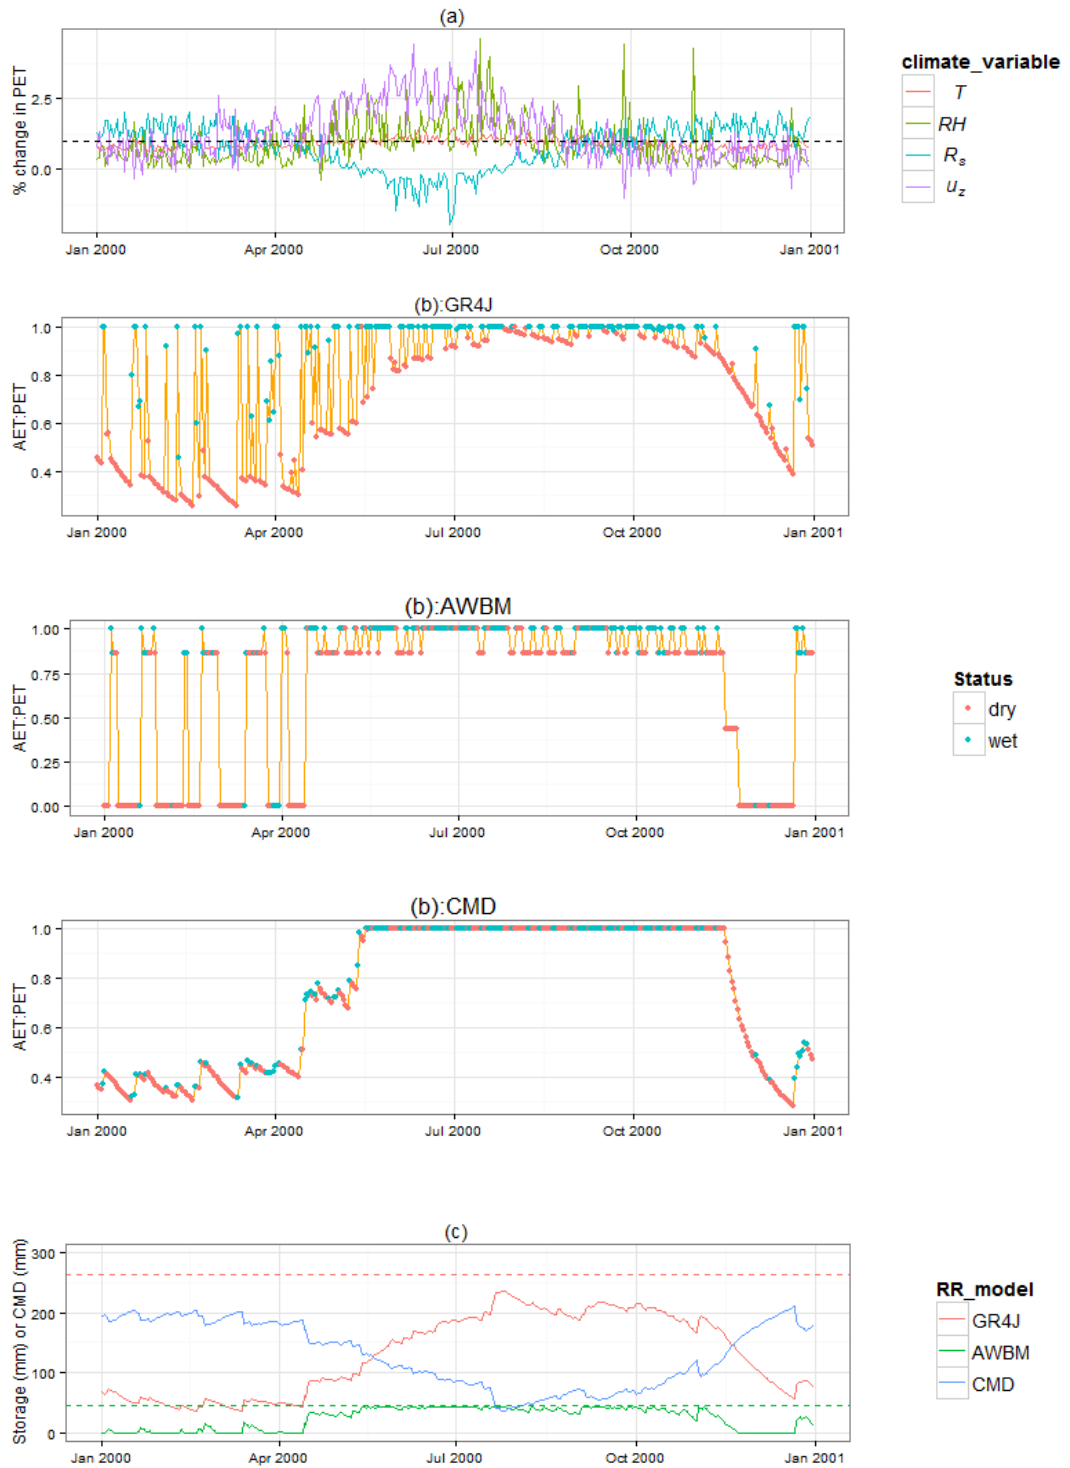 (a)
% change in PET
2.5
0.0
Jan 2000 Apr 2000 Jul 2000 Oct 2000 Jan 2001
climate_variable
T
RH
Rs
uz
(b):GR4J
AET:PET
1.0
0.8
0.6
0.4
Jan 2000 Apr 2000 Jul 2000 Oct 2000 Jan 2001
(b):AWBM
AET:PET
1.00
0.75
0.50
0.25
0.00
Jan 2000 Apr 2000 Jul 2000 Oct 2000 Jan 2001
Status
dry
wet
(b):CMD
AET:PET
1.0
0.8
0.6
0.4
Jan 2000 Apr 2000 Jul 2000 Oct 2000 Jan 2001
(c)
Storage (mm) or CMD (mm)
300
200
100
0
Jan 2000 Apr 2000 Jul 2000 Oct 2000 Jan 2001
RR_model
GR4J
AWBM
CMD